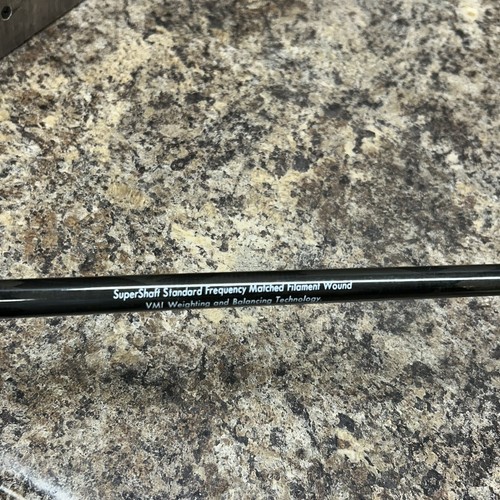 SuperShaft Standard Frequency Matched Filament Wound
VMI Weighting and Balancing Technology